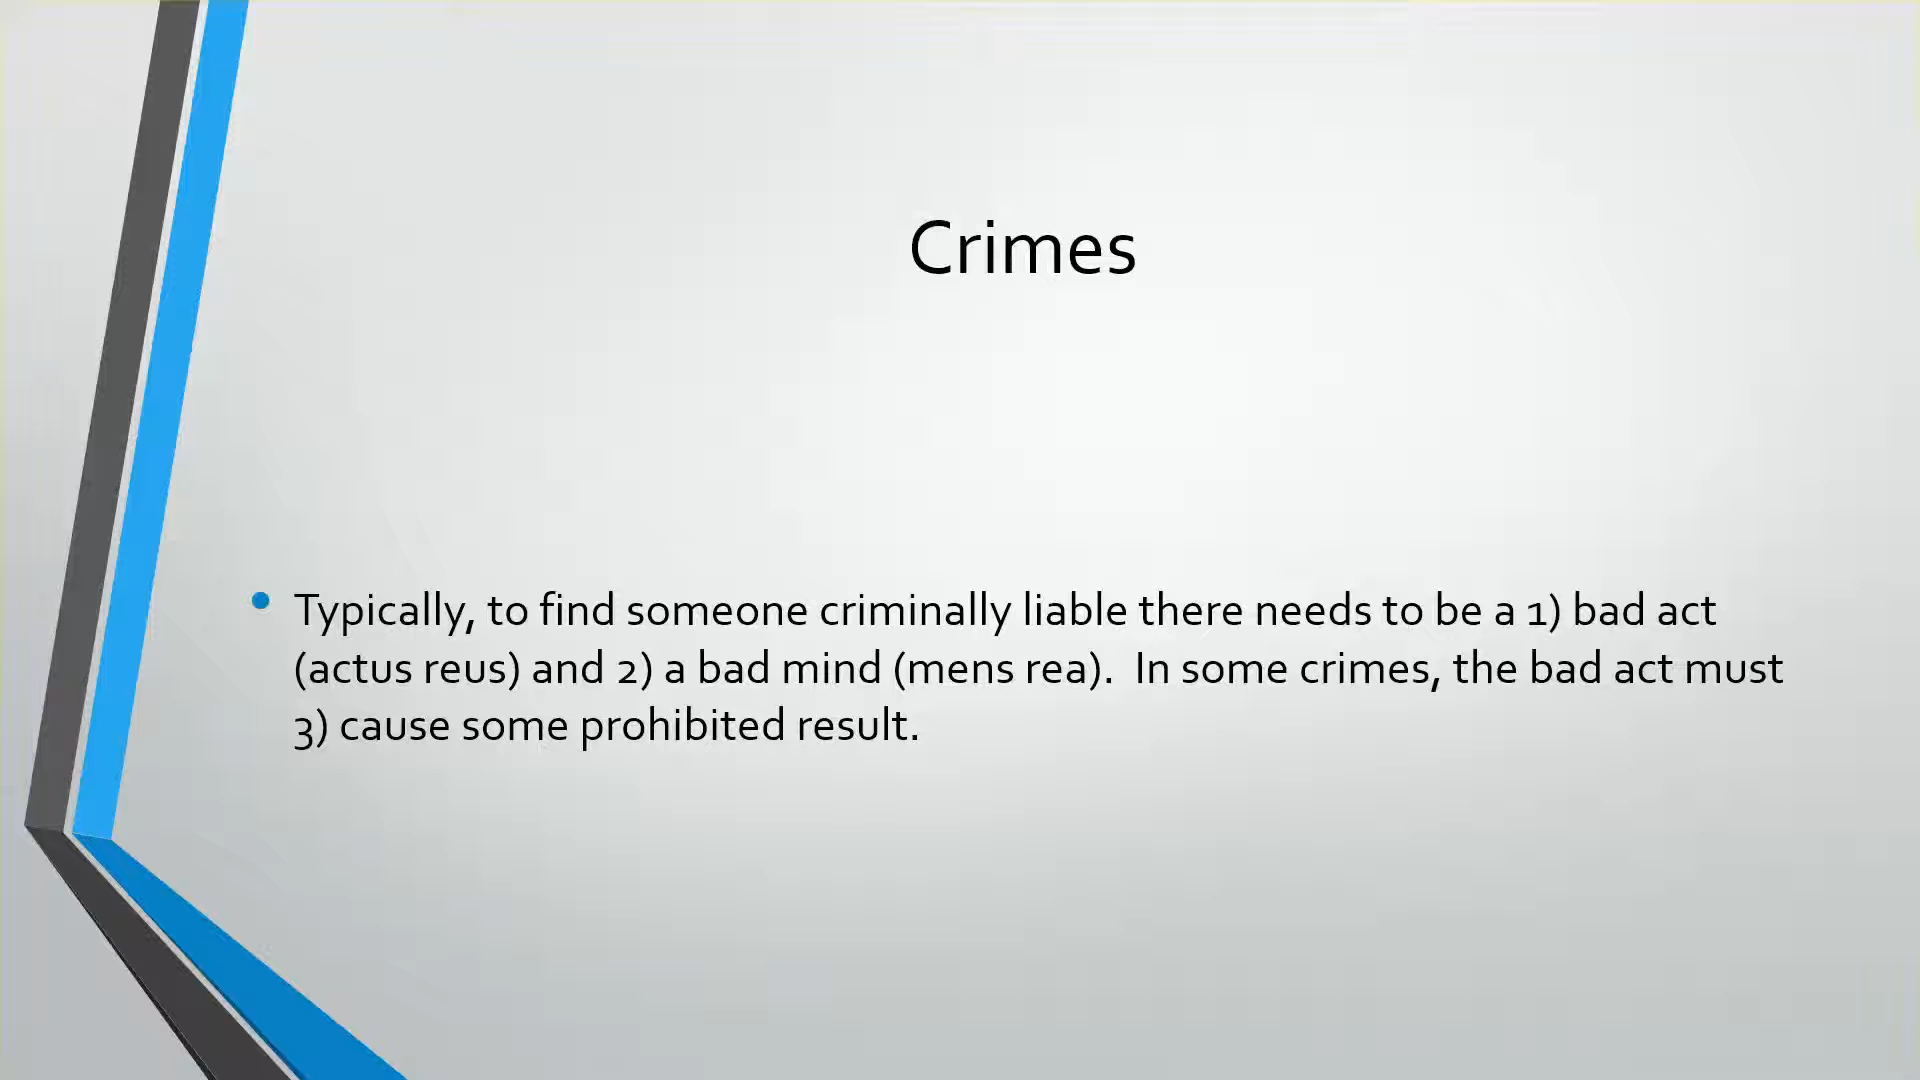 Crimes
• Typically, to find someone criminally liable there needs to be a 1) bad act
(actus reus) and 2) a bad mind (mens rea).  In some crimes, the bad act must
3) cause some prohibited result.